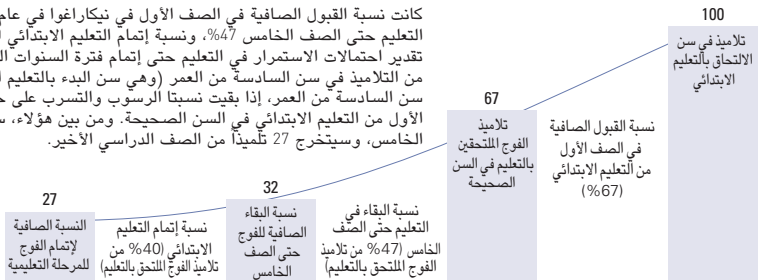 كانت نسبة القبول الصافية في الصف الأول في نيكاراغوا في عام
التعليم حتى الصف الخامس 47%، ونسبة إتمام التعليم الابتدائي
تقدير احتمالات الاستمرار في التعليم حتى إتمام فترة السنوات
من التلاميذ في سن السادسة من العمر (وهي سن البدء بالتعليم
سن السادسة من العمر، إذا بقيت نسبتا الرسوب والتسرب على
الأول من التعليم الابتدائي في السن الصحيحة. ومن بين هؤلاء،
الخامس، وسيتخرج 27 تلميذاً من الصف الدراسي الأخير.
100
تلاميذ في سن
الالتحاق بالتعليم
الابتدائي
نسبة القبول الصافية
في الصف الأول
من التعليم الابتدائي
(%67)
67
تلاميذ
الفوج الملتحقين
بالتعليم في السن
الصحيحة
نسبة البقاء في
التعليم حتى الصف
الخامس (47% من تلاميذ
الفوج الملتحق بالتعليم)
32
نسبة البقاء
الصافية للفوج
حتى الصف
الخامس
نسبة إتمام التعليم
الابتدائي (40% من
تلاميذ الفوج الملتحق بالتعليم)
27
النسبة الصافية
لإتمام الفوج
للمرحلة التعليمية